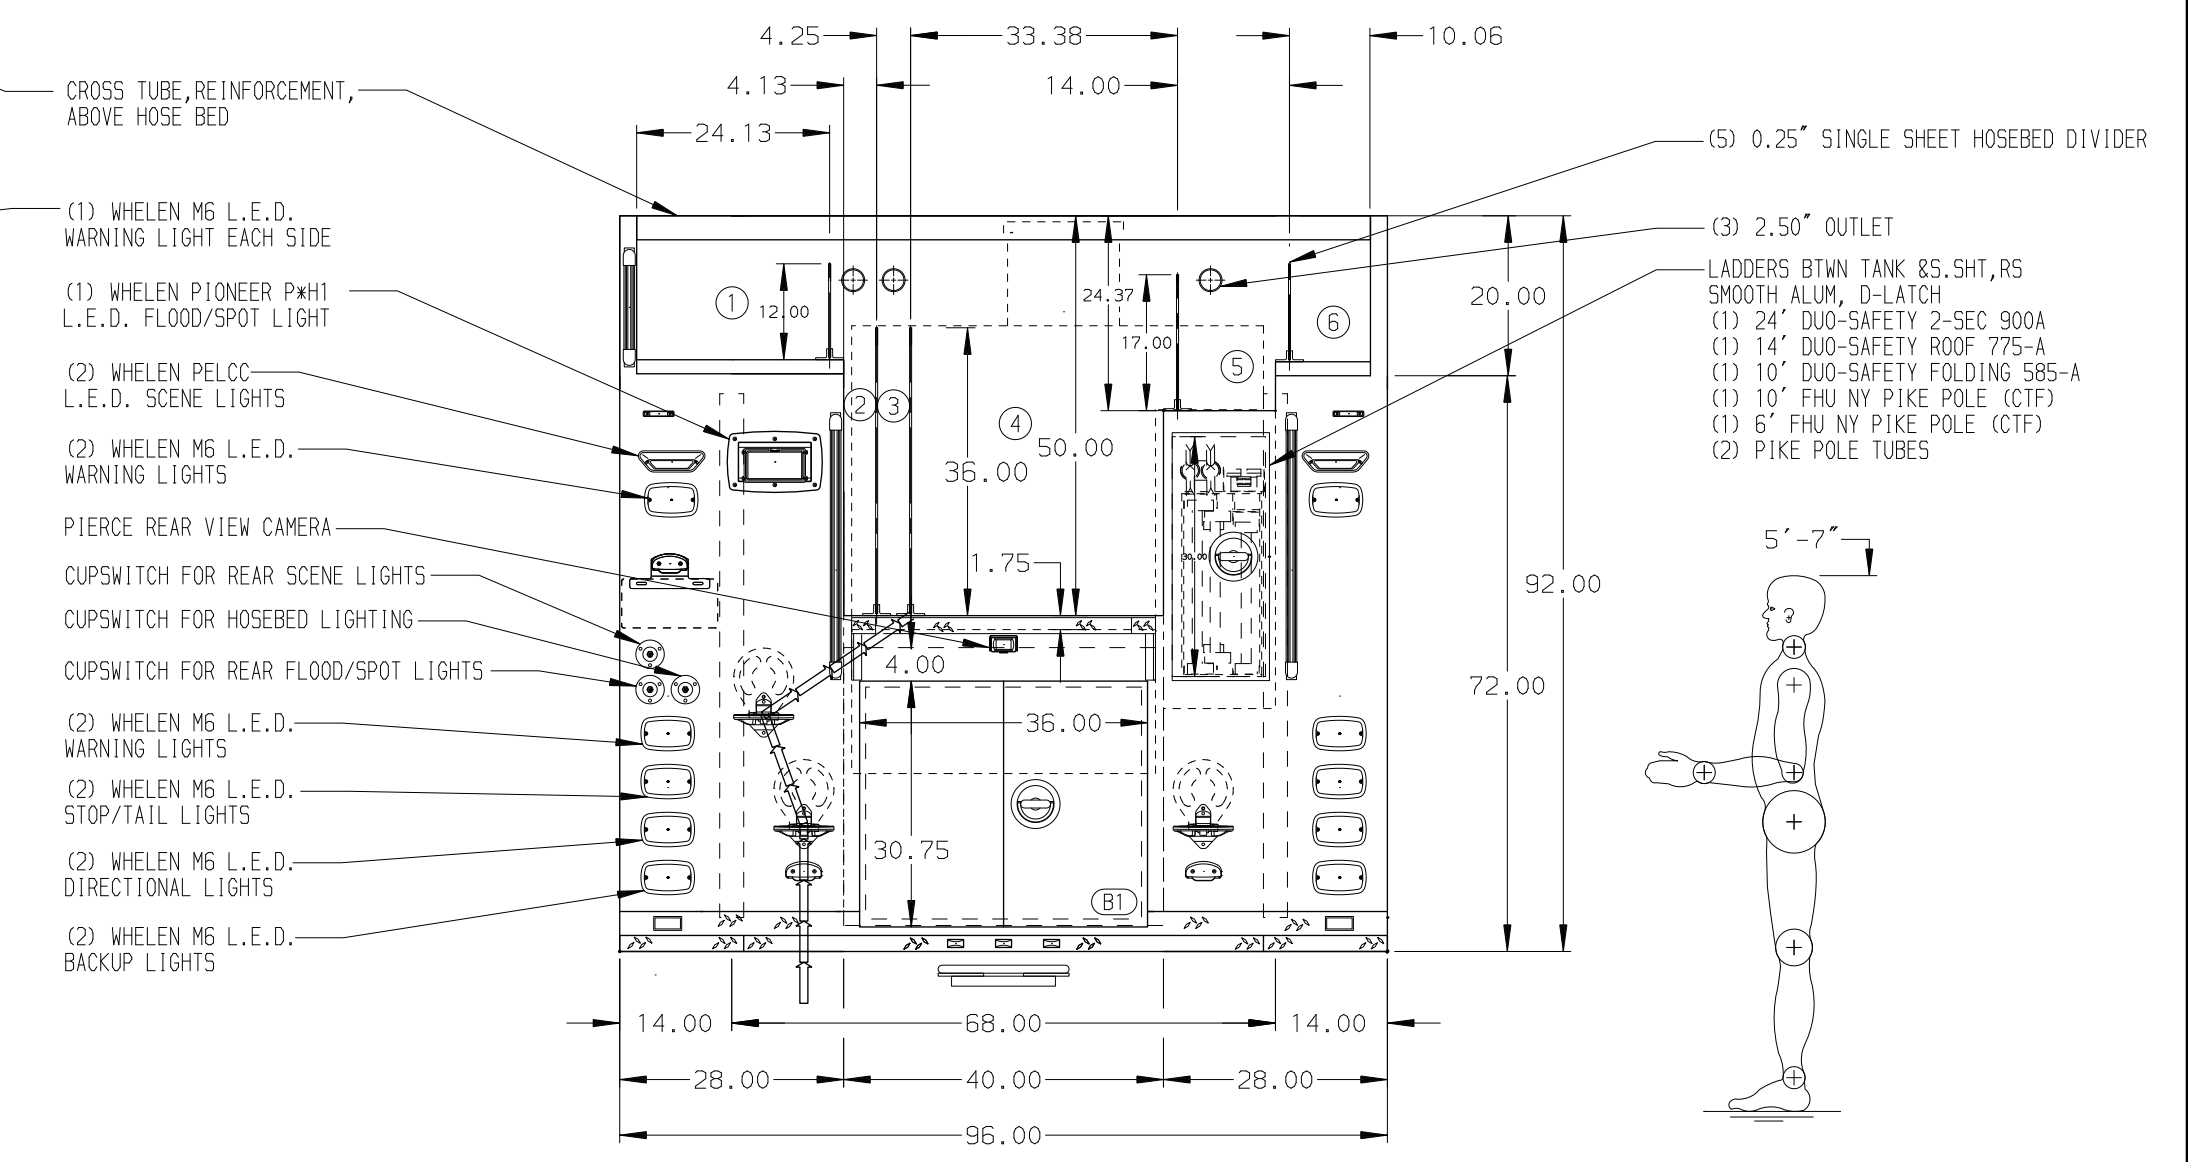 4.25
33.38
10.06
4.13
14.00
24.13
CROSS TUBE,REINFORCEMENT,
ABOVE HOSE BED
(1) WHELEN M6 L.E.D.
WARNING LIGHT EACH SIDE
(1) WHELEN PIONEER P*H1
L.E.D. FLOOD/SPOT LIGHT
(2) WHELEN PELCC
L.E.D. SCENE LIGHTS
(2) WHELEN M6 L.E.D.
WARNING LIGHTS
PIERCE REAR VIEW CAMERA
CUPSWITCH FOR REAR SCENE LIGHTS
CUPSWITCH FOR HOSEBED LIGHTING
CUPSWITCH FOR REAR FLOOD/SPOT LIGHTS
(2) WHELEN M6 L.E.D.
WARNING LIGHTS
(2) WHELEN M6 L.E.D.
STOP/TAIL LIGHTS
(2) WHELEN M6 L.E.D.
DIRECTIONAL LIGHTS
(2) WHELEN M6 L.E.D.
BACKUP LIGHTS
1
12.00
2
3
4
5
6
24.37
17.00
50.00
36.00
1.75
30.00
4.00
36.00
30.75
B1
20.00
92.00
72.00
(5) 0.25" SINGLE SHEET HOSEBED DIVIDER
(3) 2.50" OUTLET
LADDERS BTWN TANK &S.SHT,RS
SMOOTH ALUM, D-LATCH
(1) 24' DUO-SAFETY 2-SEC 900A
(1) 14' DUO-SAFETY ROOF 775-A
(1) 10' DUO-SAFETY FOLDING 585-A
(1) 10' FHU NY PIKE POLE (CTF)
(1) 6' FHU NY PIKE POLE (CTF)
(2) PIKE POLE TUBES
5'-7"
14.00
68.00
14.00
28.00
40.00
28.00
96.00